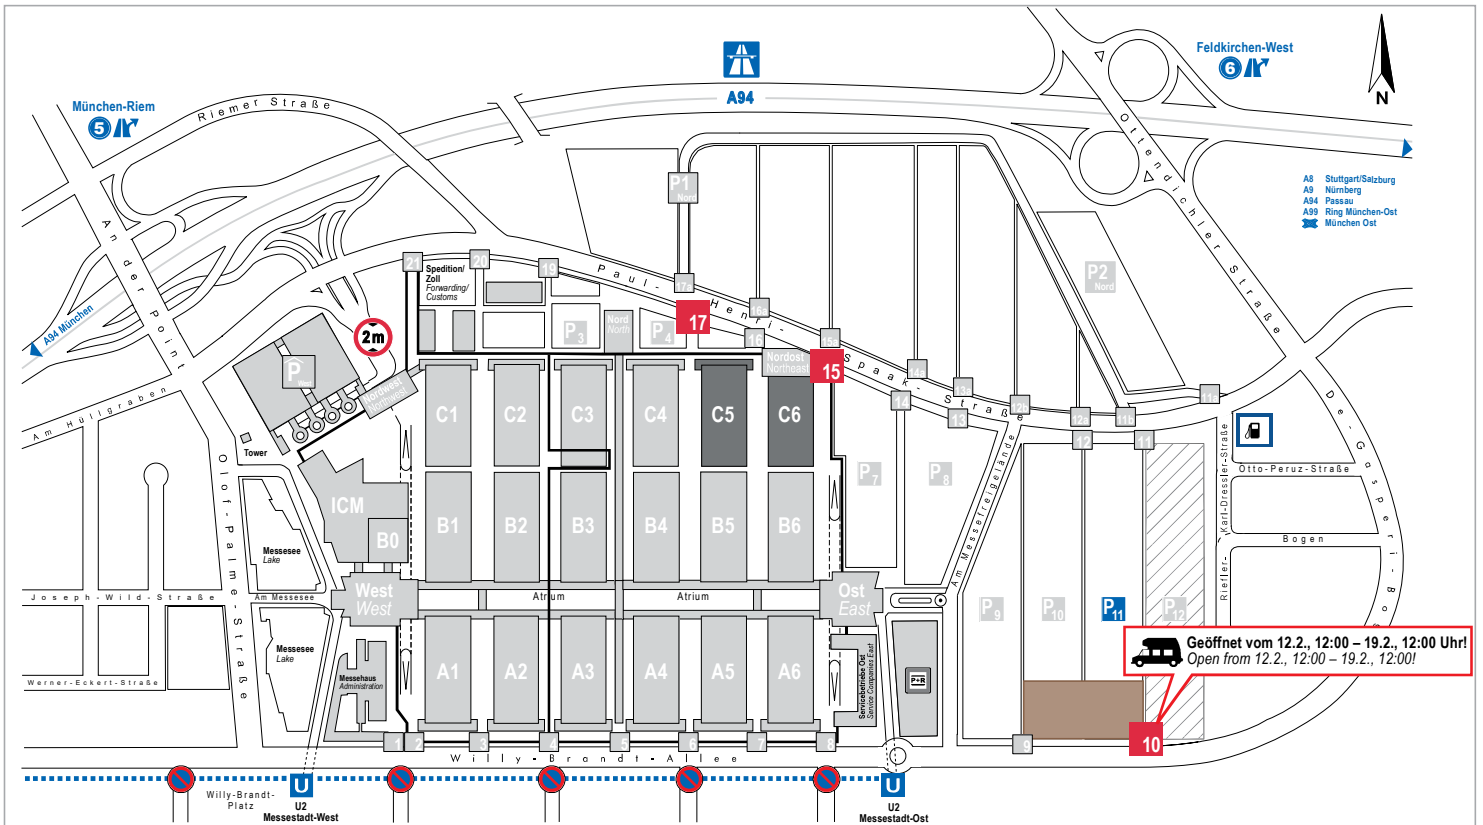 A94
Feldkirchen-West
6
N
München-Riem
5
Riemer Straße
A8 Stuttgart/Salzburg
A9 Nürnberg
A94 Passau
A99 Ring München-Ost
München Ost
An der Point
Ottendichler Straße
P1
Nord
P2
Nord
21
20
19
Spedition/
Zoll
Forwarding/
Customs
Paul-Henri-Spaak-Straße
17a
16a
15a
14a
13a
12b
12a
11b
11a
A94 München
2m
P3
Nord
North
P4
17
16
Nordost
Northeast
15
14
13
12
11
P
West
Nordwest
Northwest
Am Hüllgraben
Tower
C1
C2
C3
C4
C5
C6
P7
P8
Karl-Dressler-Straße
Otto-Peruz-Straße
De-Gasperi-Bogen
Olof-Palme-Straße
ICM
B0
B1
B2
B3
B4
B5
B6
Am Messefreigelände
Bogen
Riefler-
Messesee
Lake
West
West
Atrium
Atrium
Ost
East
Joseph-Wild-Straße
Am Messesee
P9
P10
P11
P12
Geöffnet vom 12.2., 12:00 – 19.2., 12:00 Uhr!
Open from 12.2., 12:00 – 19.2., 12:00!
Messesee
Lake
Messehaus
Administration
A1
A2
A3
A4
A5
A6
Servicebetriebe Ost
Service Companies East
P+R
Werner-Eckert-Straße
1
2
3
4
5
6
7
8
9
10
Willy-Brandt-Allee
Willy-Brandt-
Platz
U
U2
Messestadt-West
U
U2
Messestadt-Ost